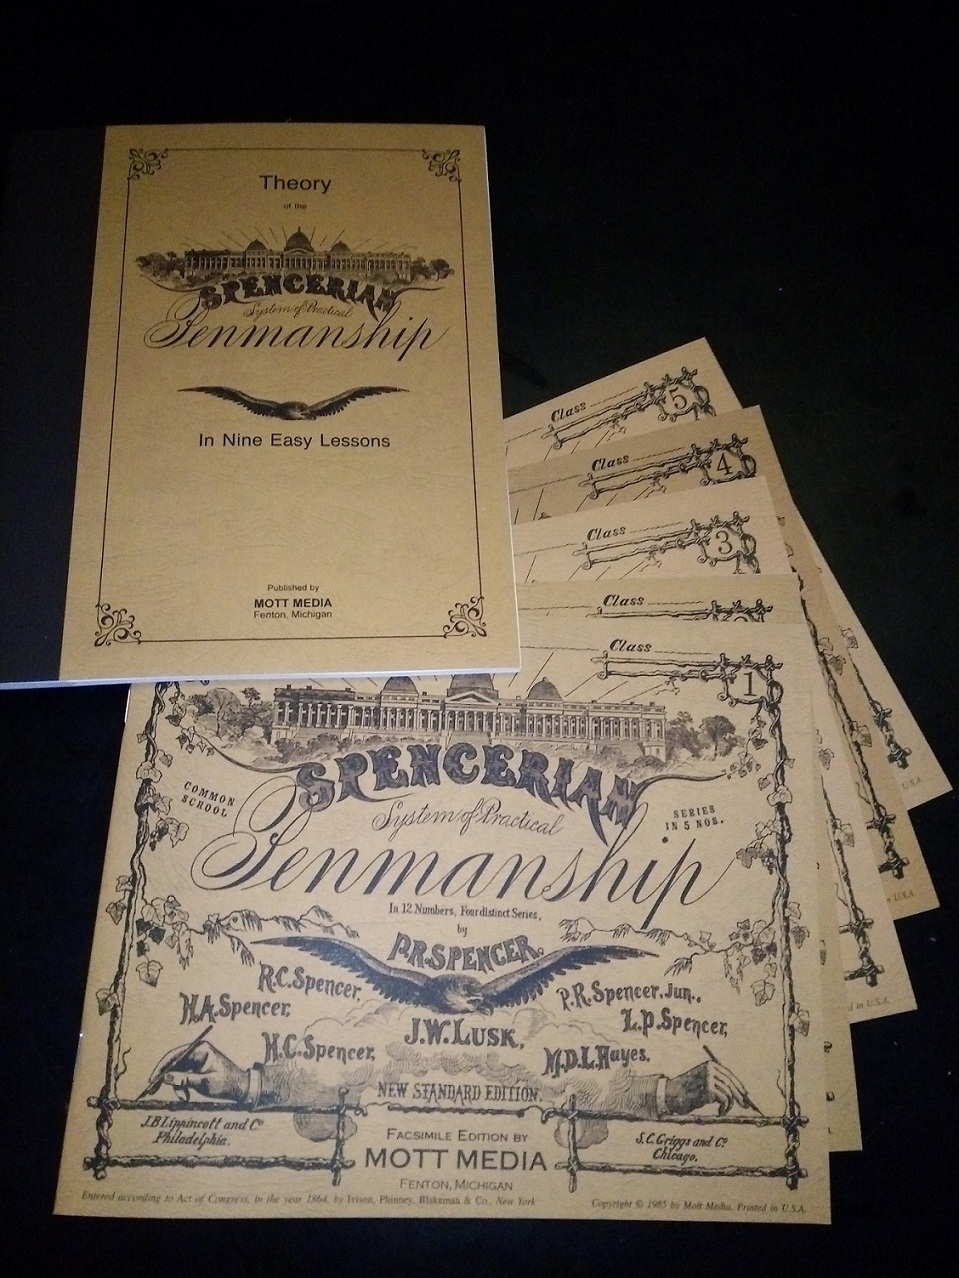 Theory
of the
SPENCERIAN
System of Practical
Penmanship
In Nine Easy Lessons
Published by
MOTT MEDIA
Fenton, Michigan
Class
5
Class
4
Class
3
Class
Class
1
SPENCERIAN
COMMON
SCHOOL
SERIES
IN 5 NOS.
System of Practical
Penmanship
In 12 Numbers, Four distinct Series,
by
P.R. SPENCER.
R.C. Spencer,
P.R. Spencer. Jun.,
H.A. Spencer,
L.P. Spencer,
J.W. LUSK,
H.C. Spencer,
M.D.L. Hayes.
NEW STANDARD EDITION.
J.B. Lippincott and Co
Philadelphia.
S.C. Griggs and Co
Chicago.
FACSIMILE EDITION BY
MOTT MEDIA
FENTON, MICHIGAN
Entered according to Act of Congress, in the year 1864, by Ivison, Phinney, Blakeman & Co., New York
Copyright © 1985 by Mott Media, Printed in U.S.A.
U.S.A
U.S.A.
in U.S.A.